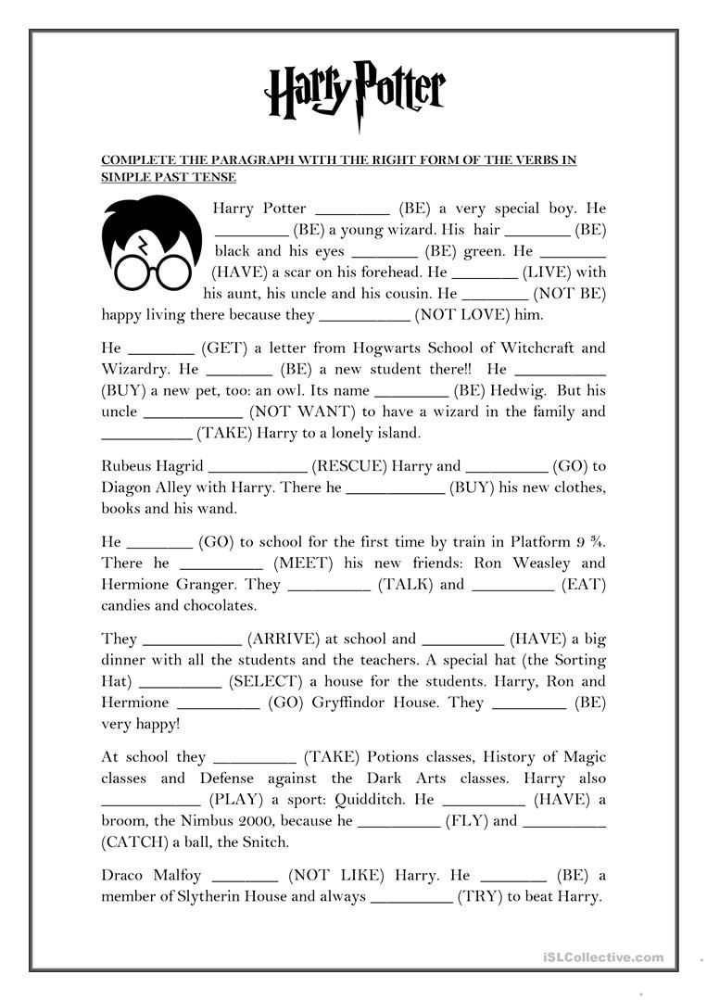 Harry Potter
COMPLETE THE PARAGRAPH WITH THE RIGHT FORM OF THE VERBS IN
SIMPLE PAST TENSE
Harry Potter _________ (BE) a very special boy. He
_________ (BE) a young wizard. His hair ________ (BE)
black and his eyes ________ (BE) green. He ________
(HAVE) a scar on his forehead. He ________ (LIVE) with
his aunt, his uncle and his cousin. He ________ (NOT BE)
happy living there because they ___________ (NOT LOVE) him.
He ________ (GET) a letter from Hogwarts School of Witchcraft and
Wizardry. He ________ (BE) a new student there!! He ___________
(BUY) a new pet, too: an owl. Its name _________ (BE) Hedwig. But his
uncle ____________ (NOT WANT) to have a wizard in the family and
___________ (TAKE) Harry to a lonely island.
Rubeus Hagrid ____________ (RESCUE) Harry and __________ (GO) to
Diagon Alley with Harry. There he ____________ (BUY) his new clothes,
books and his wand.
He ________ (GO) to school for the first time by train in Platform 9 ¾.
There he __________ (MEET) his new friends: Ron Weasley and
Hermione Granger. They __________ (TALK) and __________ (EAT)
candies and chocolates.
They ____________ (ARRIVE) at school and __________ (HAVE) a big
dinner with all the students and the teachers. A special hat (the Sorting
Hat) __________ (SELECT) a house for the students. Harry, Ron and
Hermione __________ (GO) Gryffindor House. They _________ (BE)
very happy!
At school they __________ (TAKE) Potions classes, History of Magic
classes and Defense against the Dark Arts classes. Harry also
____________ (PLAY) a sport: Quidditch. He __________ (HAVE) a
broom, the Nimbus 2000, because he __________ (FLY) and __________
(CATCH) a ball, the Snitch.
Draco Malfoy ________ (NOT LIKE) Harry. He ________ (BE) a
member of Slytherin House and always __________ (TRY) to beat Harry.
iSLCollective.com